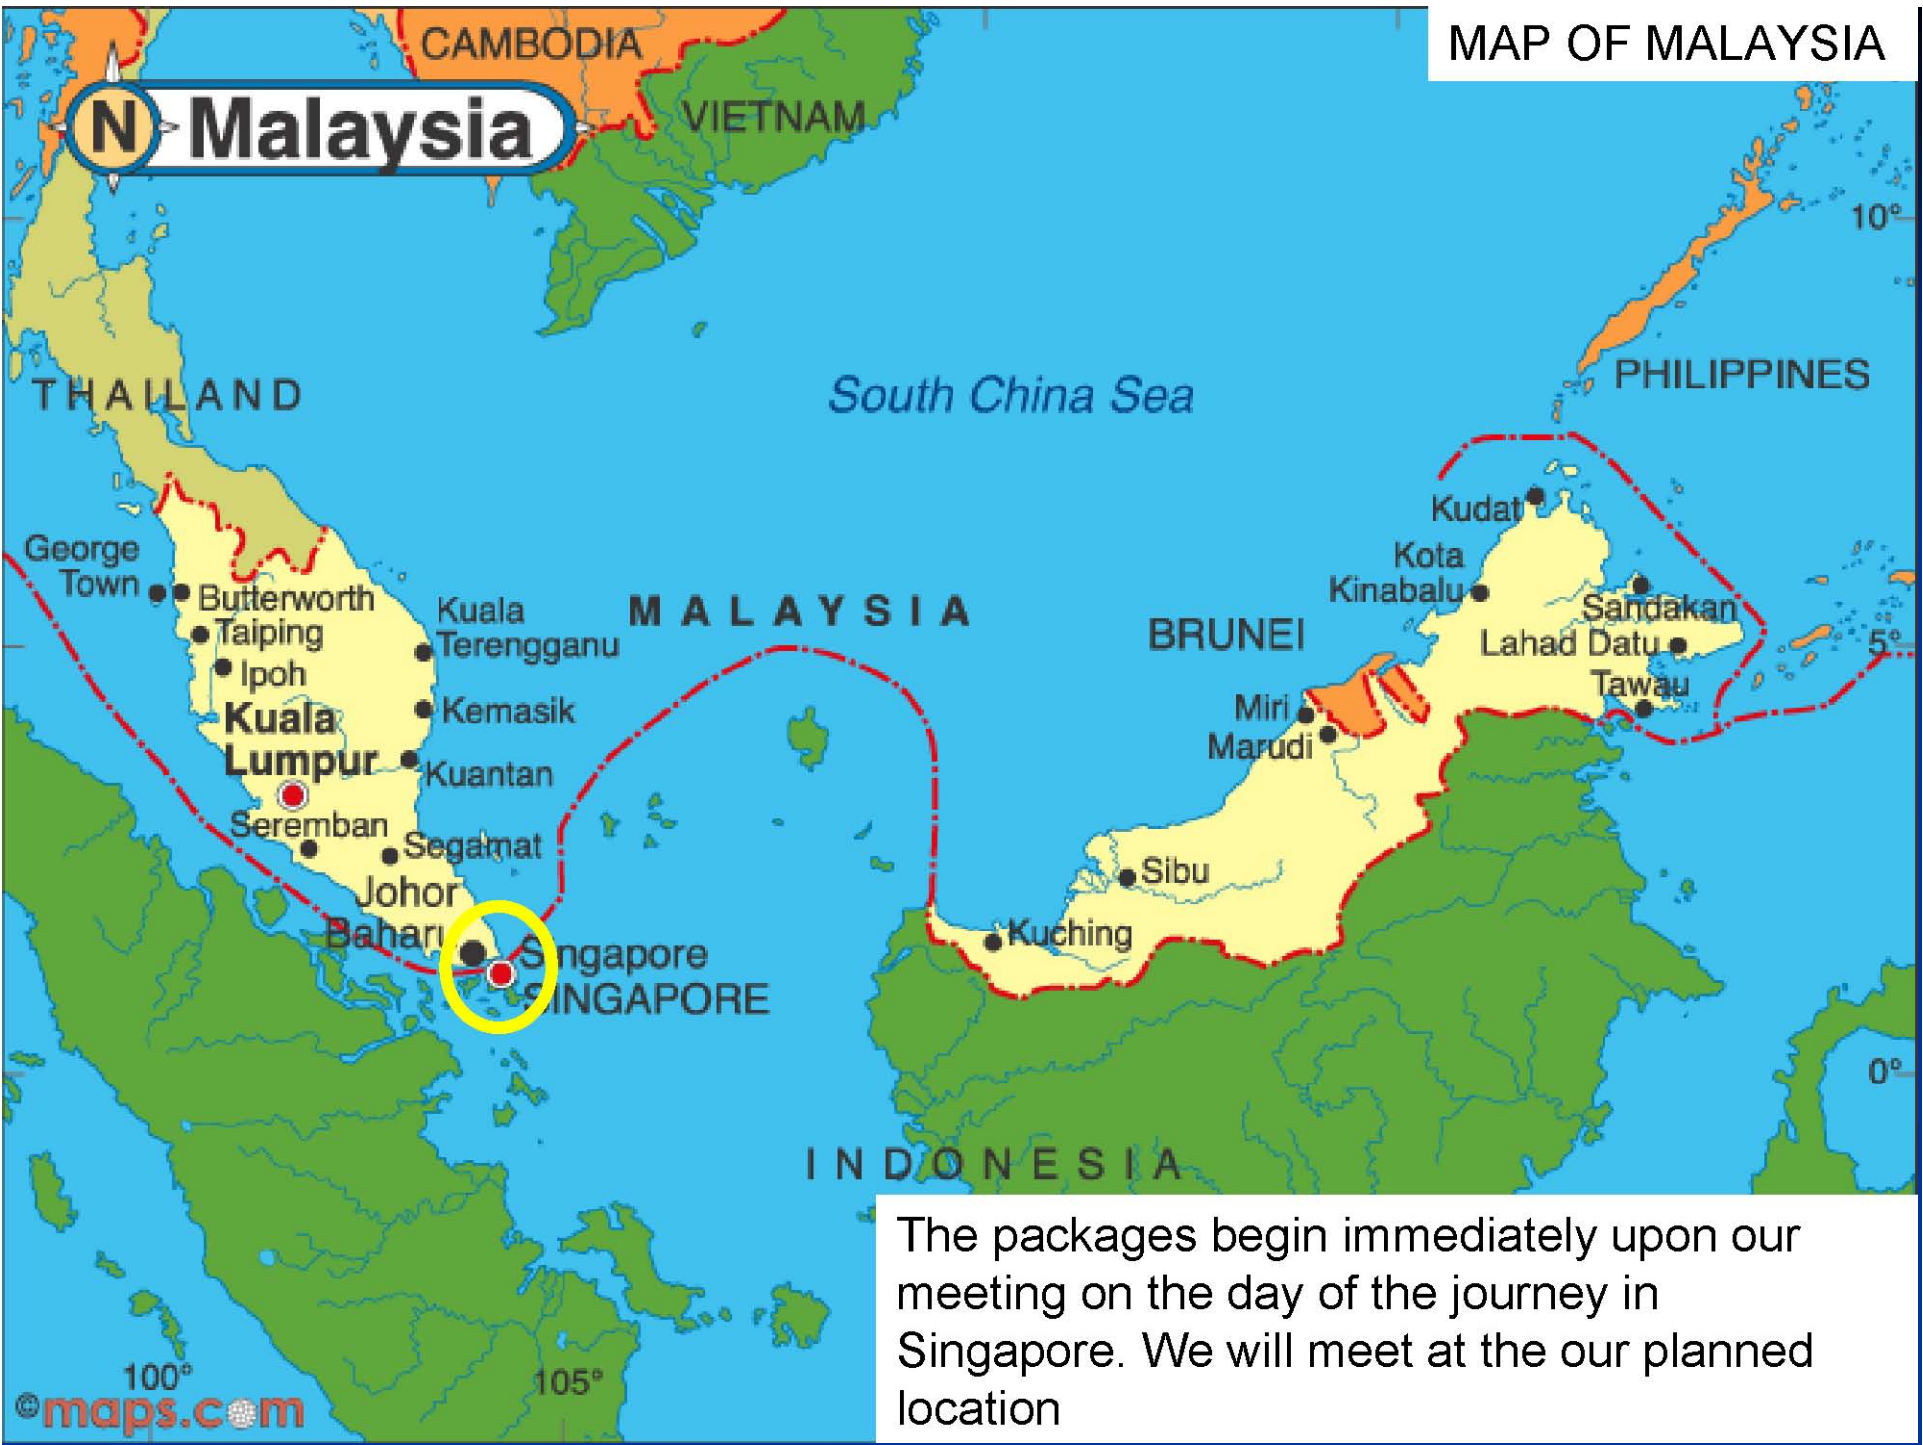 MAP OF MALAYSIA
CAMBODIA
N
Malaysia
VIETNAM
10°
THAILAND
South China Sea
PHILIPPINES
Kudat
George
Town
Butterworth
Taiping
Ipoh
Kuala
Terengganu
MALAYSIA
Kota
Kinabalu
Sandakan
BRUNEI
Lahad Datu
5°
Tawau
Kuala
Lumpur
Kemasik
Miri
Marudi
Kuantan
Seremban
Segamat
Johor
Baharu
Sibu
Kuching
Singapore
SINGAPORE
0°
INDONESIA
The packages begin immediately upon our
meeting on the day of the journey in
Singapore. We will meet at the our planned
location
100°
105°
©maps.com